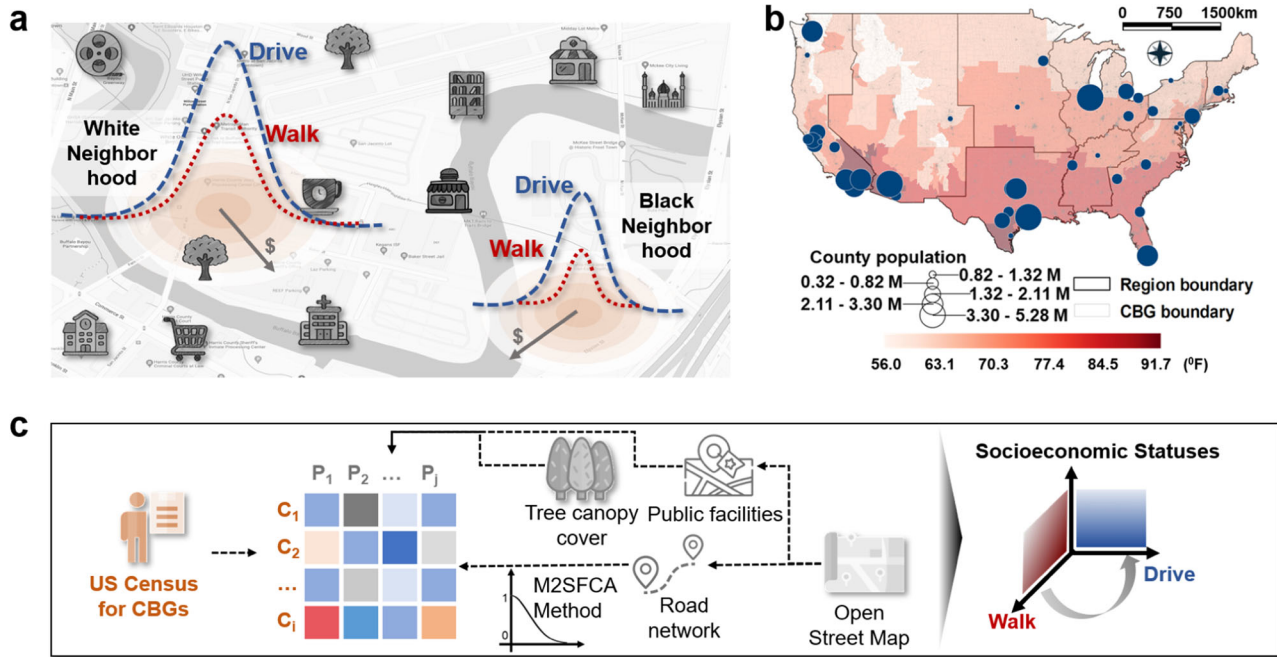 a
Drive
White
Neighbor
hood
Walk
$
Drive
Walk
Black
Neighbor
hood
$
b
0 750 1500km
County population
0.32 - 0.82 M
0.82 - 1.32 M
1.32 - 2.11 M
2.11 - 3.30 M
3.30 - 5.28 M
Region boundary
CBG boundary
56.0 63.1 70.3 77.4 84.5 91.7 (⁰F)
c
US Census
for CBGs
P₁ P₂ ... Pⱼ
C₁
C₂
...
Cᵢ
Tree canopy
cover
Public facilities
M2SFCA
Method
1
0
Road
network
Open
Street Map
Socioeconomic Statuses
Drive
Walk